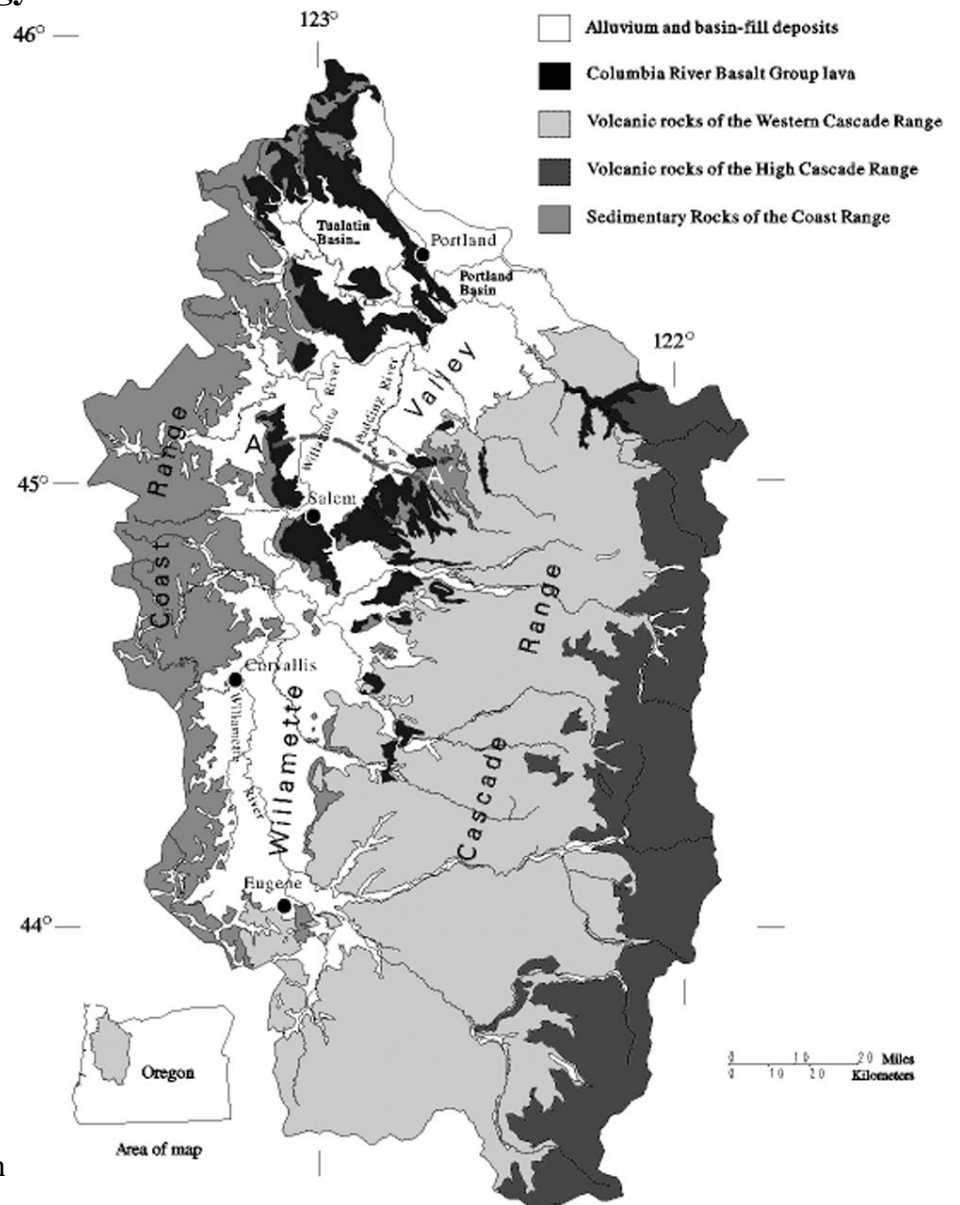 gy
46°
123°
Alluvium and basin-fill deposits
Columbia River Basalt Group lava
Volcanic rocks of the Western Cascade Range
Volcanic rocks of the High Cascade Range
Sedimentary Rocks of the Coast Range
Tualatin
Basin
Portland
Portland
Basin
122°
Willamette River
Pudding River
Valley
A
A
45°
Salem
Coast Range
Cascade Range
Corvallis
Willamette
River
Willamette
Eugene
44°
Oregon
Area of map
0 10 20 Miles
0 10 20 Kilometers